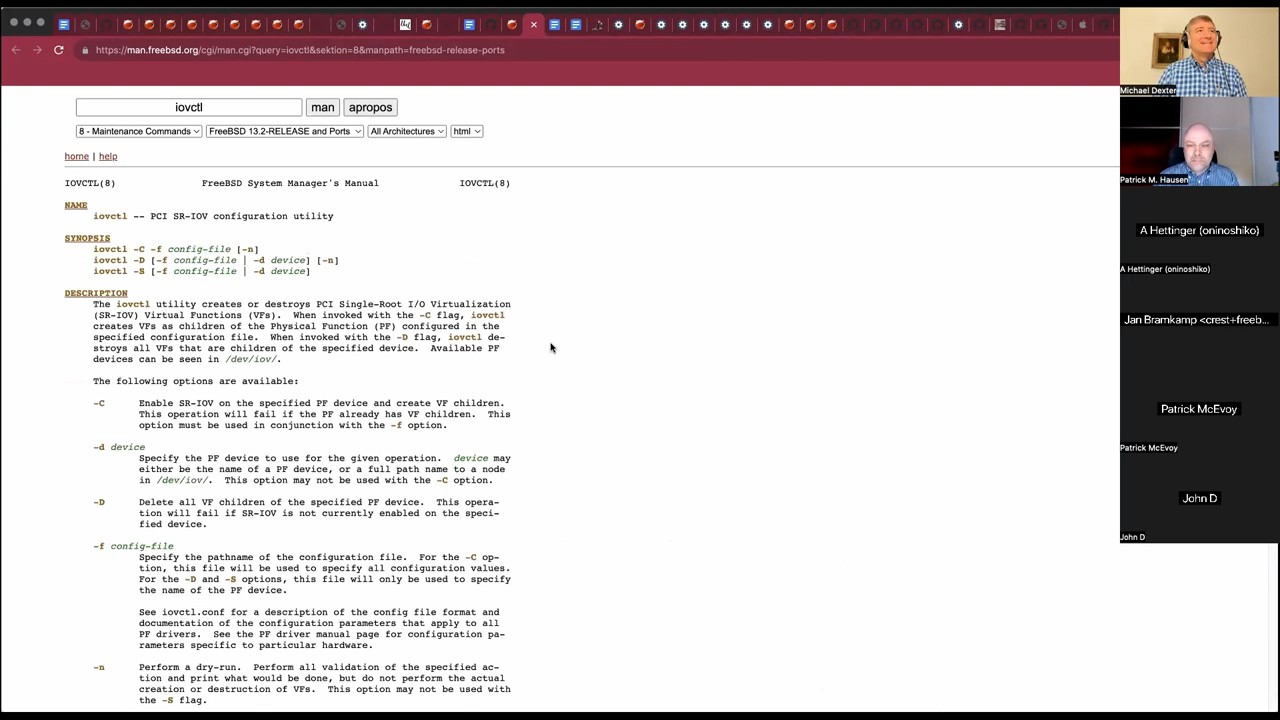 https://man.freebsd.org/cgi/man.cgi?query=iovctl&sektion=8&manpath=freebsd-release-ports
iovctl man apropos
8 - Maintenance Commands FreeBSD 13.2-RELEASE and Ports All Architectures html
home | help
IOVCTL(8) FreeBSD System Manager's Manual IOVCTL(8)
NAME
iovctl -- PCI SR-IOV configuration utility
SYNOPSIS
iovctl -C -f config-file [-n]
iovctl -D [-f config-file | -d device] [-n]
iovctl -S [-f config-file | -d device]
DESCRIPTION
The iovctl utility creates or destroys PCI Single-Root I/O Virtualization
(SR-IOV) Virtual Functions (VFs). When invoked with the -C flag, iovctl
creates VFs as children of the Physical Function (PF) configured in the
specified configuration file. When invoked with the -D flag, iovctl de-
stroys all VFs that are children of the specified device. Available PF
devices can be seen in /dev/iov/.
The following options are available:
-C Enable SR-IOV on the specified PF device and create VF children.
This operation will fail if the PF already has VF children. This
option must be used in conjunction with the -f option.
-d device
Specify the PF device to use for the given operation. device may
either be the name of a PF device, or a full path name to a node
in /dev/iov/. This option may not be used with the -C option.
-D Delete all VF children of the specified PF device. This opera-
tion will fail if SR-IOV is not currently enabled on the speci-
fied device.
-f config-file
Specify the pathname of the configuration file. For the -C op-
tion, this file will be used to specify all configuration values.
For the -D and -S options, this file will only be used to specify
the name of the PF device.
See iovctl.conf for a description of the config file format and
documentation of the configuration parameters that apply to all
PF drivers. See the PF driver manual page for configuration pa-
rameters specific to particular hardware.
-n Perform a dry-run. Perform all validation of the specified ac-
tion and print what would be done, but do not perform the actual
creation or destruction of VFs. This option may not be used with
the -S flag.
Michael Dexter
Patrick M. Hausen
A Hettinger (oninoshiko)
A Hettinger (oninoshiko)
Jan Bramkamp <crest+freeb...
Patrick McEvoy
Patrick McEvoy
John D
John D